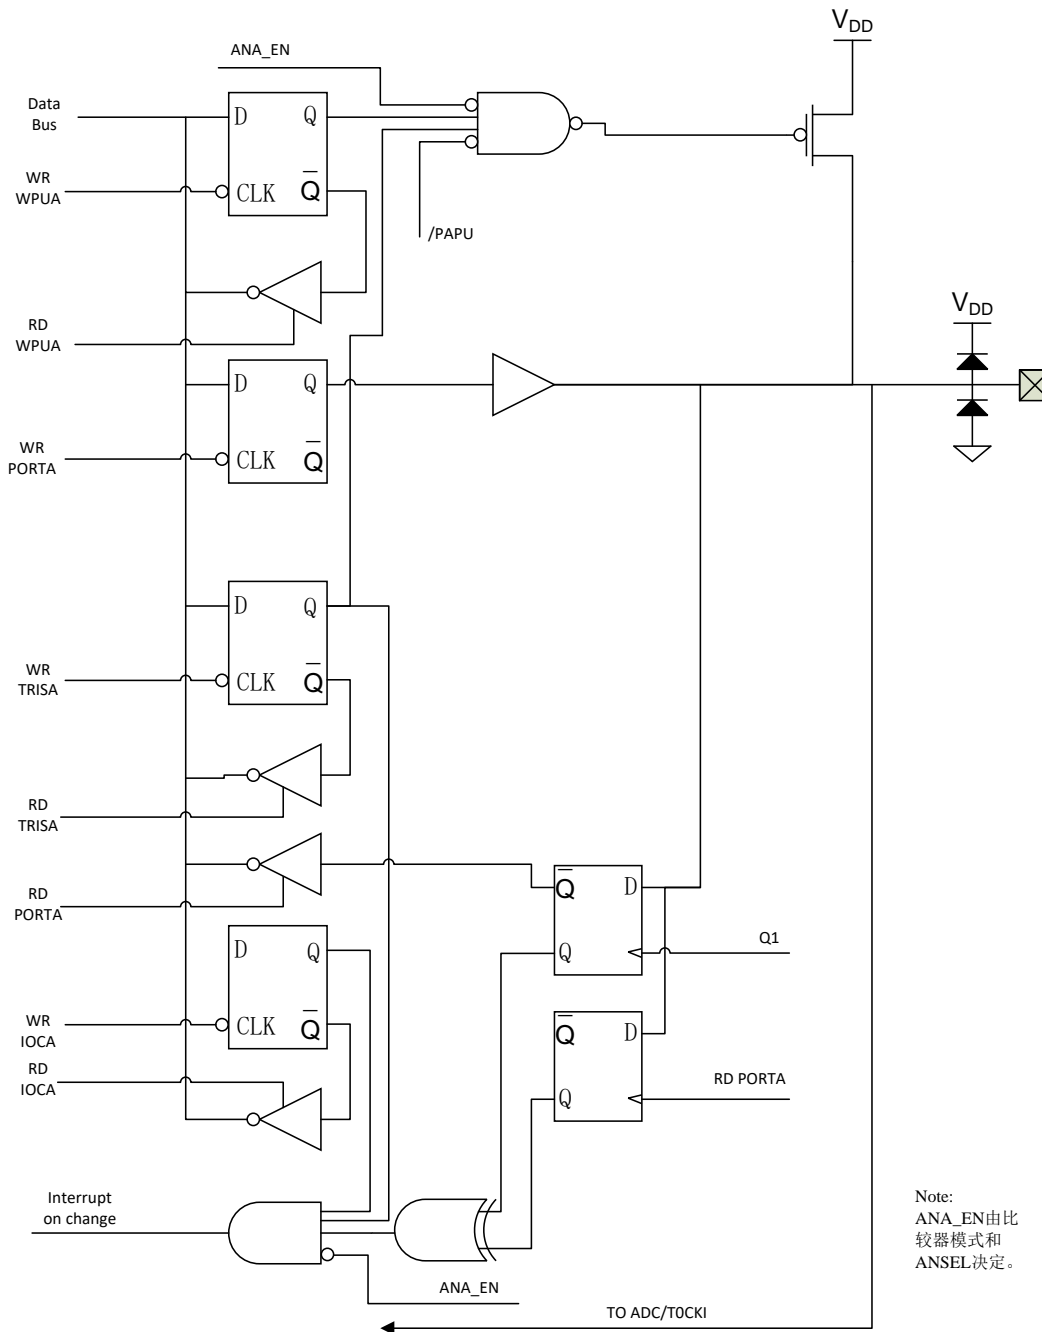 VDD
ANA_EN
Data
Bus
D
Q
WR
WPUA
CLK
Q
/PAPU
RD
WPUA
VDD
D
Q
WR
PORTA
CLK
Q
D
Q
WR
TRISA
CLK
Q
RD
TRISA
RD
PORTA
Q
D
Q
Q1
D
Q
WR
IOCA
CLK
Q
RD
IOCA
Q
D
Q
RD PORTA
Interrupt
on change
ANA_EN
TO ADC/T0CKI
Note:
ANA_EN由比
较器模式和
ANSEL决定。